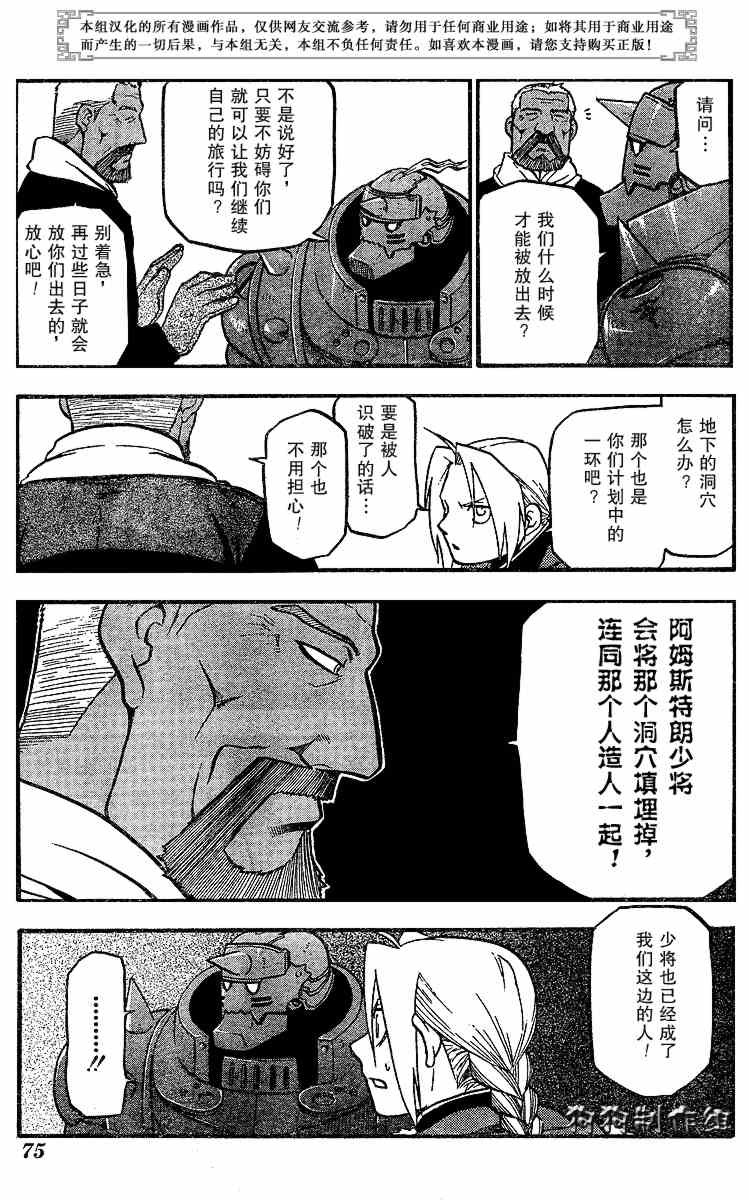 本组汉化的所有漫画作品，仅供网友交流参考，请勿用于任何商业用途；如将其用于商业用途
而产生的一切后果，与本组无关，本组不负任何责任。如喜欢本漫画，请您支持购买正版！
请问…
我们什么时候
才能被放出去？
不是说好了，
只要不妨碍你们
就可以让我们继续
自己的旅行吗？
别着急，
再过些日子就会
放你们出去的，
放心吧！
地下的洞穴
怎么办？
那个也是
你们计划中的
一环吧？
要是被人
识破了的话…
那个也
不用担心！
阿姆斯特朗少将
会将那个洞穴填埋掉，
连同那个人造人一起！
少将也已经成了
我们这边的人！
………!!
羽羽制作组
75